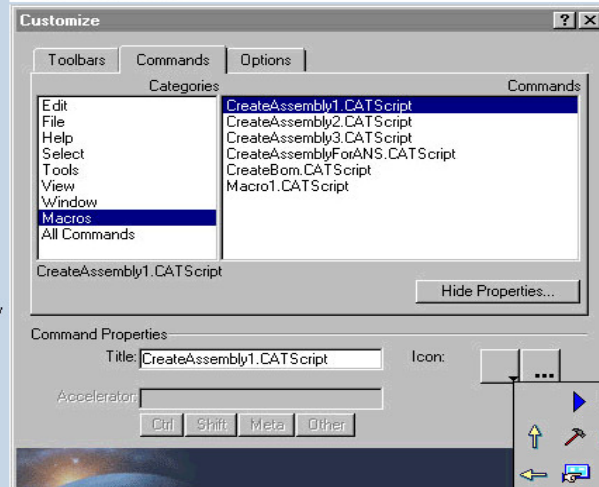 Customize
Toolbars Commands Options
Categories Commands
Edit
File
Help
Select
Tools
View
Window
Macros
All Commands
CreateAssembly1.CATScript
CreateAssembly2.CATScript
CreateAssembly3.CATScript
CreateAssemblyForANS.CATScript
CreateBom.CATScript
Macro1.CATScript
CreateAssembly1.CATScript
Hide Properties...
Command Properties
Title: CreateAssembly1.CATScript Icon: ...
Accelerator:
Ctrl Shift Meta Other